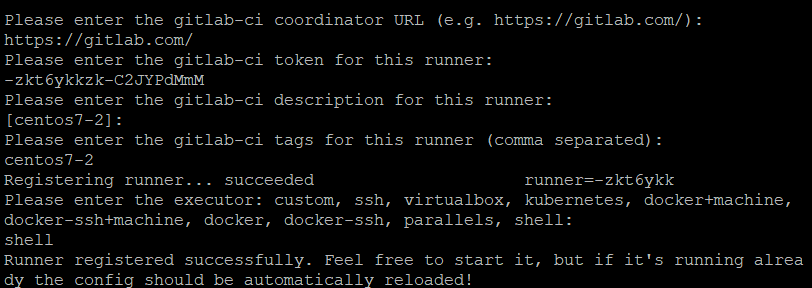 Please enter the gitlab-ci coordinator URL (e.g. https://gitlab.com/):
https://gitlab.com/
Please enter the gitlab-ci token for this runner:
-zkt6ykkzk-C2JYPdMmM
Please enter the gitlab-ci description for this runner:
[centos7-2]:
Please enter the gitlab-ci tags for this runner (comma separated):
centos7-2
Registering runner... succeeded                     runner=-zkt6ykk
Please enter the executor: custom, ssh, virtualbox, kubernetes, docker+machine,
docker-ssh+machine, docker, docker-ssh, parallels, shell:
shell
Runner registered successfully. Feel free to start it, but if it's running alrea
dy the config should be automatically reloaded!